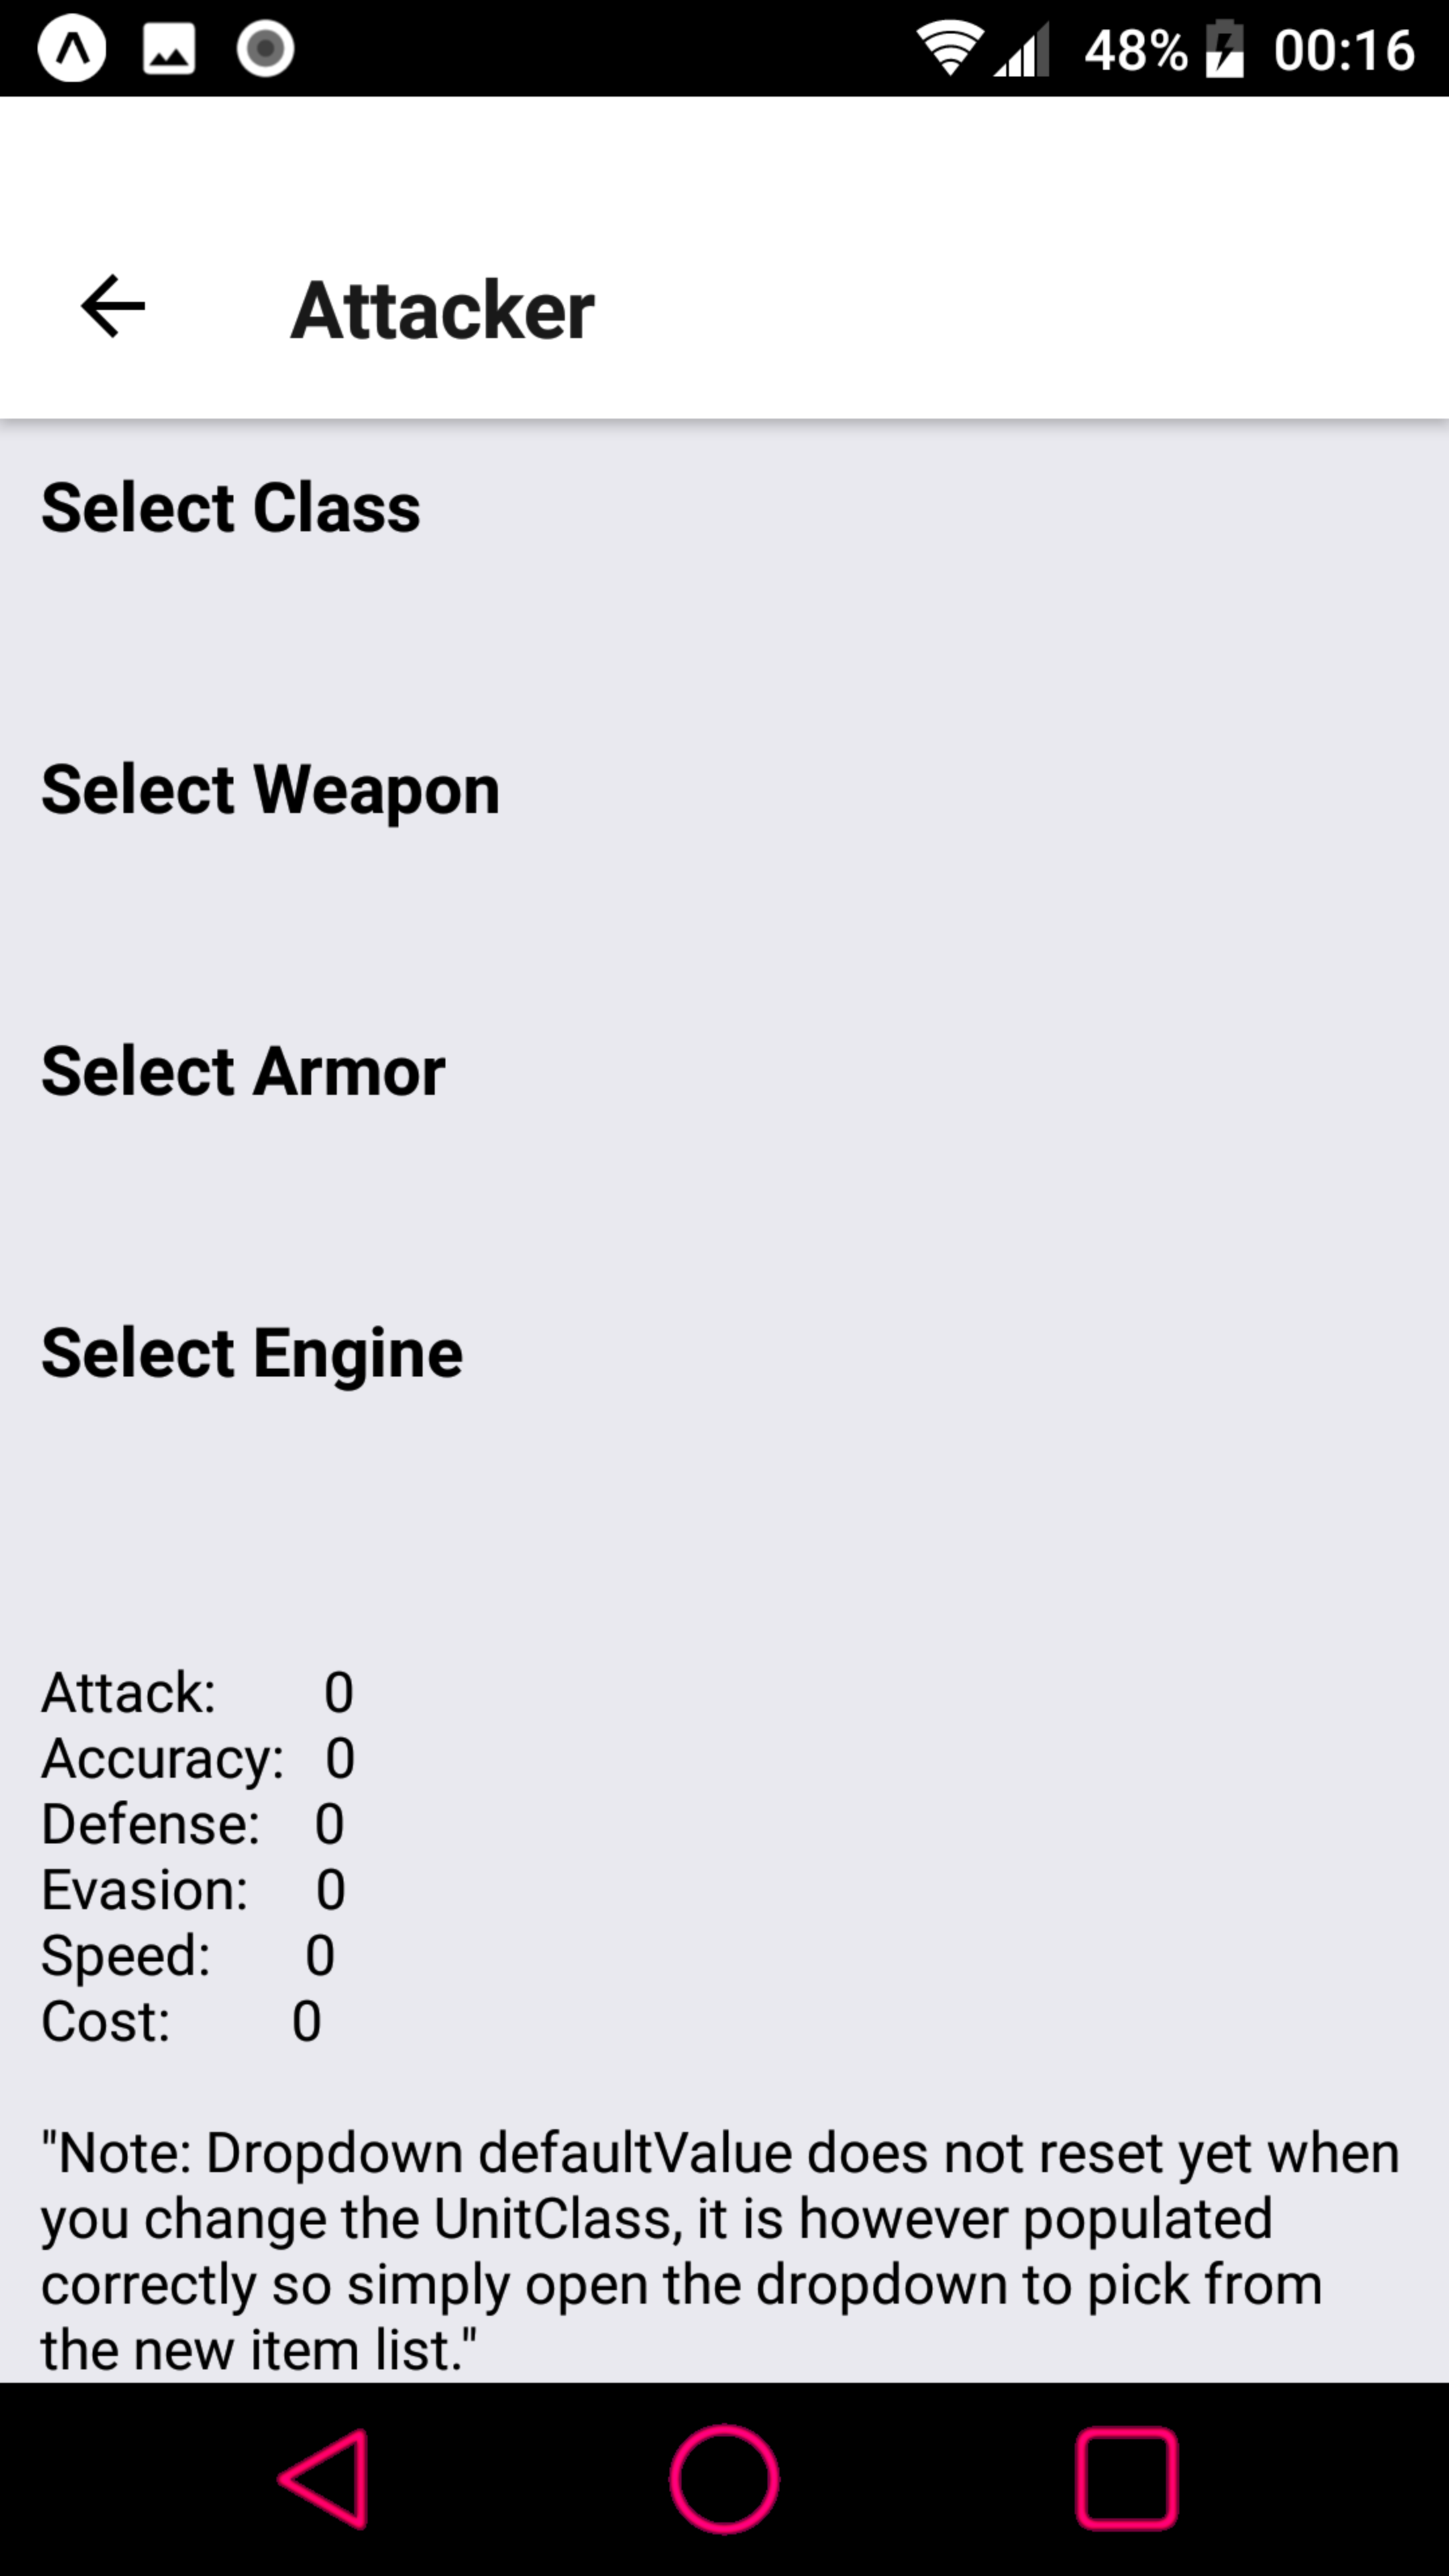 48% 00:16
Attacker
Select Class
Select Weapon
Select Armor
Select Engine
Attack: 0
Accuracy: 0
Defense: 0
Evasion: 0
Speed: 0
Cost: 0
"Note: Dropdown defaultValue does not reset yet when
you change the UnitClass, it is however populated
correctly so simply open the dropdown to pick from
the new item list."